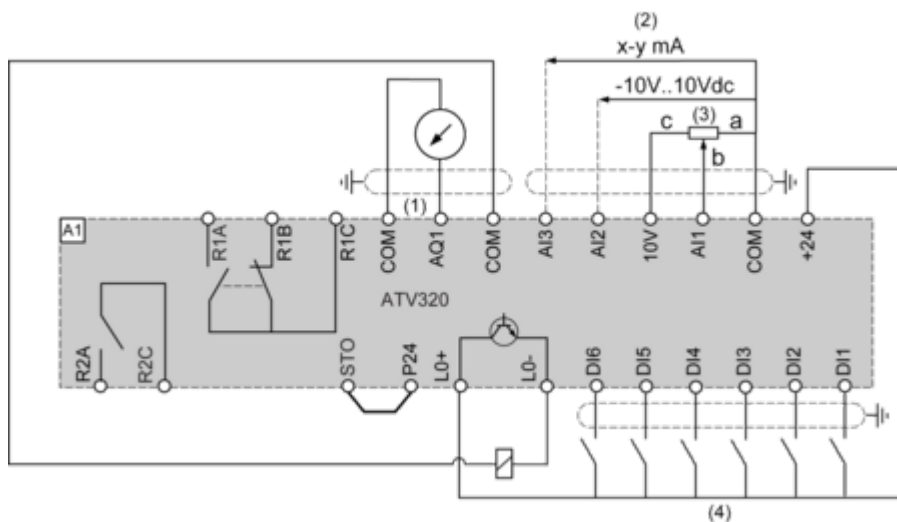 (2)
x-y mA
-10V..10Vdc
c (3) a
b
(1)
A1
R1A R1B R1C COM AQ1 COM AI3 AI2 10V AI1 COM +24
ATV320
R2A R2C STO P24 L0+ L0- DI6 DI5 DI4 DI3 DI2 DI1
(4)